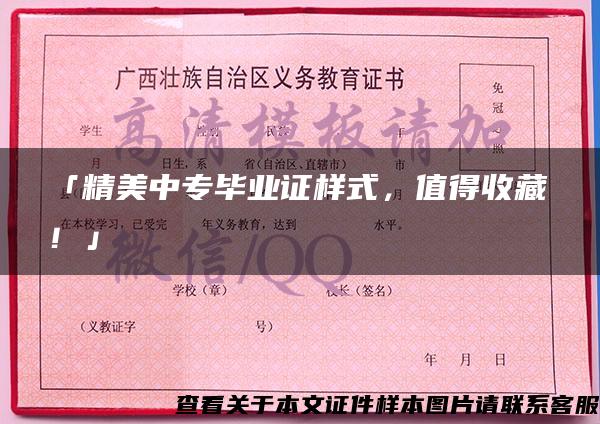 广西壮族自治区义务教育证书
免
冠
高清模板请加
学生 性别 民族 年
月 日生,系 省(自治区、直辖市) 市
「精美中专毕业证样式，值得收藏
！」
在本校学习,已受完 年义务教育，达到 水平。
微信/QQ
学校（章） 校长（签名）
（义教证字 号）
年 月 日
查看关于本文证件样本图片请联系客服